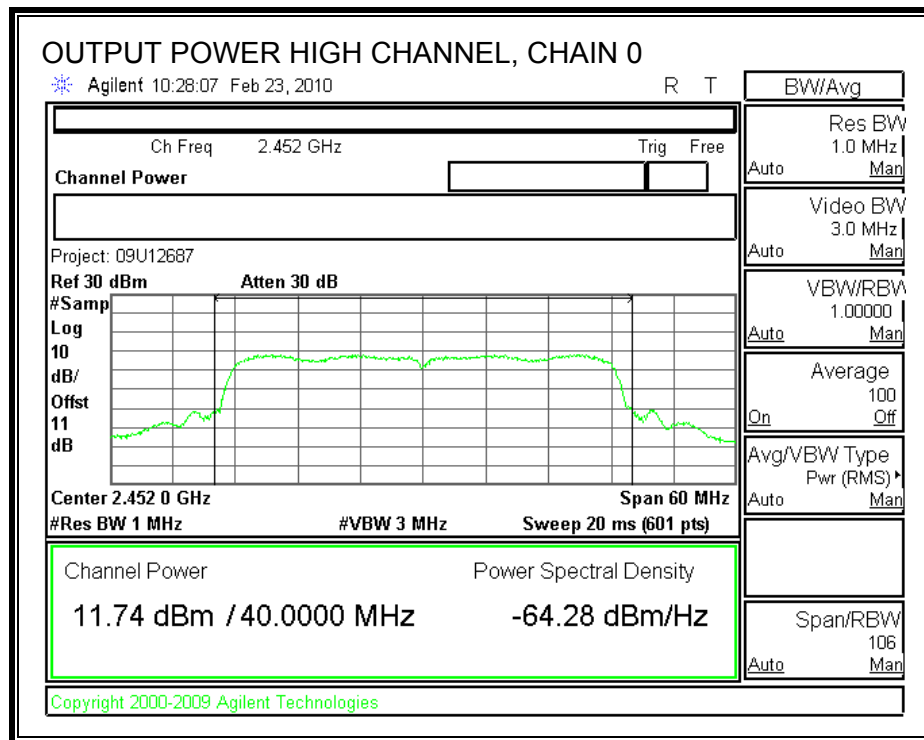 OUTPUT POWER HIGH CHANNEL, CHAIN 0
Agilent 10:28:07 Feb 23, 2010 R T
Ch Freq 2.452 GHz Trig Free
Channel Power
Project: 09U12687
Ref 30 dBm Atten 30 dB
#Samp
Log
10
dB/
Offst
11
dB
Center 2.452 0 GHz Span 60 MHz
#Res BW 1 MHz #VBW 3 MHz Sweep 20 ms (601 pts)
Channel Power Power Spectral Density
11.74 dBm / 40.0000 MHz -64.28 dBm/Hz
Copyright 2000-2009 Agilent Technologies
BW/Avg
Res BW
1.0 MHz
Auto Man
Video BW
3.0 MHz
Auto Man
VBW/RBW
1.00000
Auto Man
Average
100
On Off
Avg/VBW Type
Pwr (RMS)
Auto Man
Span/RBW
106
Auto Man